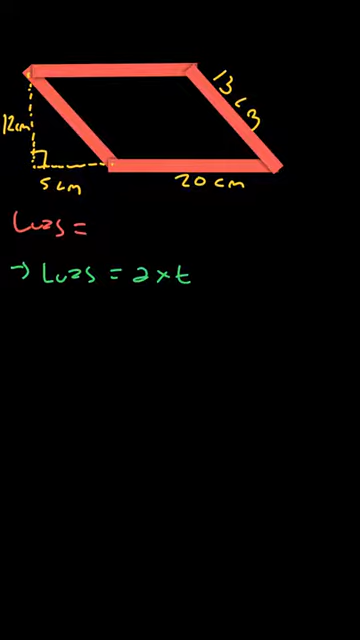 13 cm
12cm
5 cm
20 cm
Luas =
→ Luas = a × t